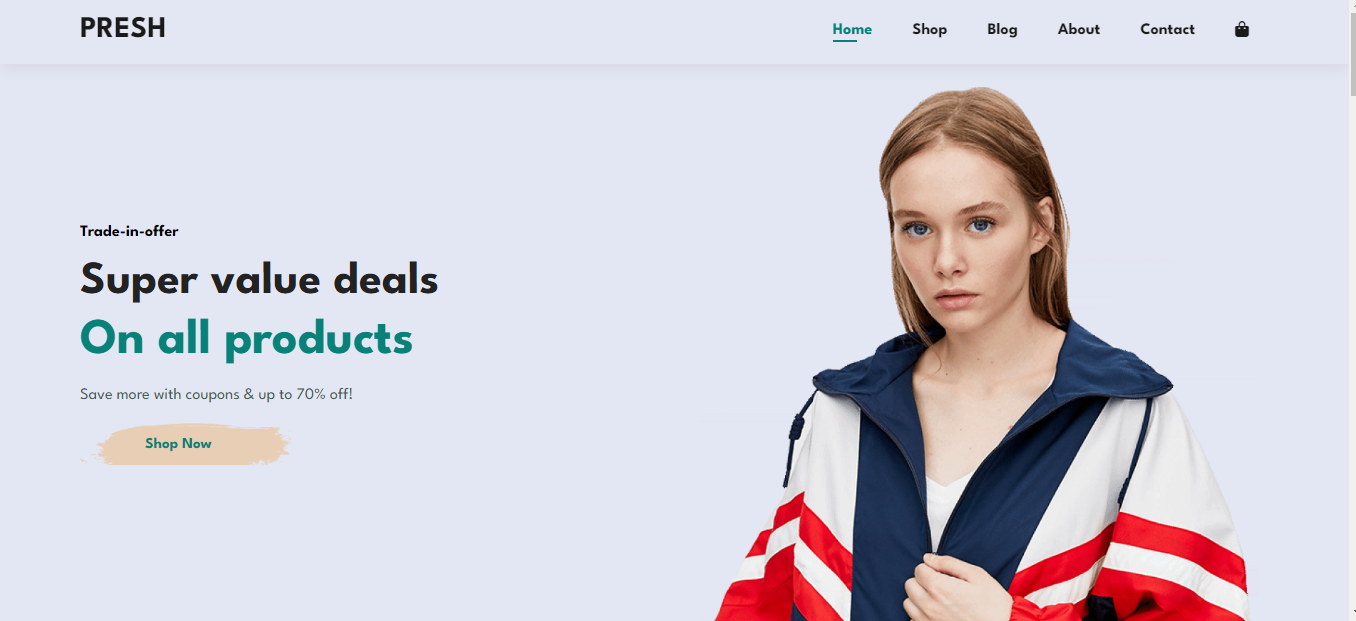 PRESH
Home Shop Blog About Contact
Trade-in-offer
Super value deals
On all products
Save more with coupons & up to 70% off!
Shop Now